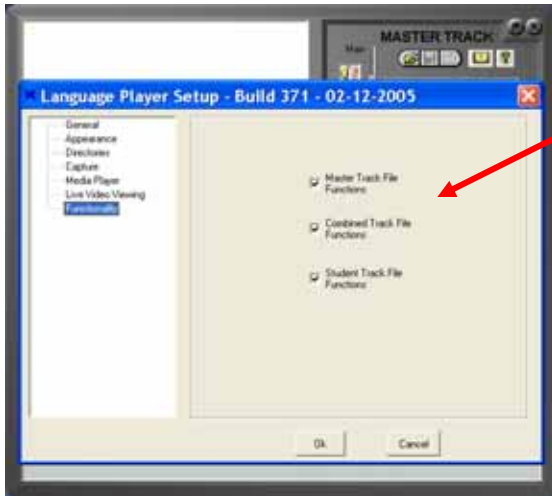 MASTER TRACK
Main
Language Player Setup - Build 371 - 02-12-2005
General
Appearance
Directories
Capture
Media Player
Live Video Viewing
Functionality
Master Track File
Functions
Combined Track File
Functions
Student Track File
Functions
Ok
Cancel